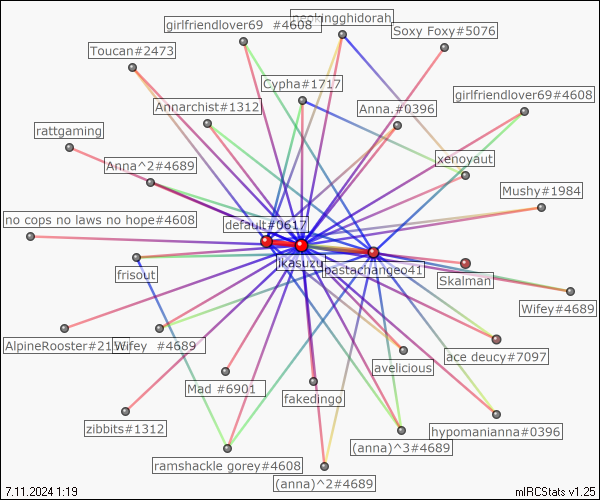 girlfriendlover69 #4608
neokingghidorah
Soxy Foxy#5076
Toucan#2473
Cypha#1717
girlfriendlover69#4608
Annarchist#1312
Anna.#0396
rattgaming
xenoyaut
Anna^2#4689
Mushy#1984
no cops no laws no hope#4608
default#0617
ikasuzu
pastachangeo41
frisout
Skalman
Wifey#4689
AlpineRooster#21
Wifey #4689
ace deucy#7097
avelicious
Mad #6901
fakedingo
zibbits#1312
hypomanianna#0396
(anna)^3#4689
ramshackle gorey#4608
(anna)^2#4689
7.11.2024 1:19
mIRCStats v1.25